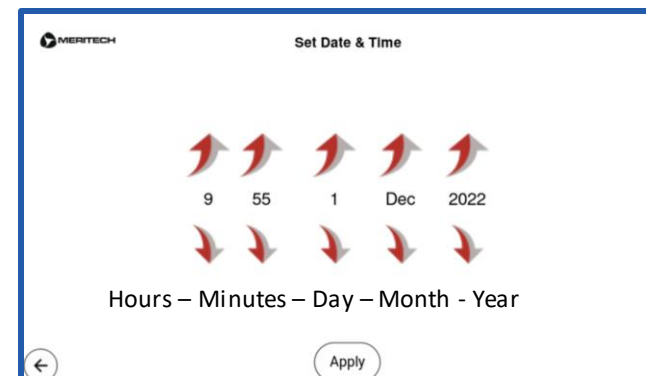 MERITECH
Set Date & Time
9 55 1 Dec 2022
Hours – Minutes – Day – Month - Year
Apply